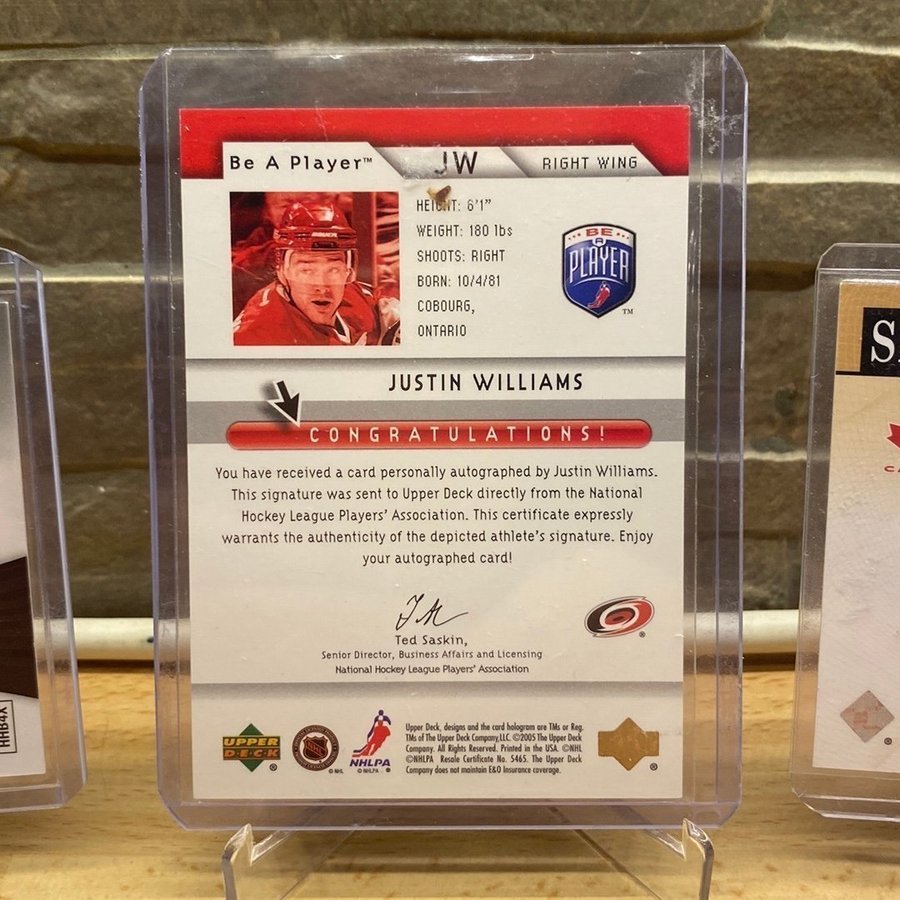 Be A Player™
JW
RIGHT WING
HEIGHT: 6'1"
WEIGHT: 180 lbs
SHOOTS: RIGHT
BORN: 10/4/81
COBOURG,
ONTARIO
BE
A
PLAYER
TM
JUSTIN WILLIAMS
CONGRATULATIONS!
You have received a card personally autographed by Justin Williams.
This signature was sent to Upper Deck directly from the National
Hockey League Players' Association. This certificate expressly
warrants the authenticity of the depicted athlete's signature. Enjoy
your autographed card!
Ted Saskin,
Senior Director, Business Affairs and Licensing
National Hockey League Players' Association
UPPER
DECK
®
NHL
© NHL
NHLPA
© NHLPA ®
Upper Deck, designs and the card hologram are TMs or Reg.
TMs of The Upper Deck Company,LLC. ©2005 The Upper Deck
Company. All Rights Reserved. Printed in the USA. ©NHL
©NHLPA Resale Certificate No. 5465. The Upper Deck
Company does not maintain E&O Insurance coverage.
®